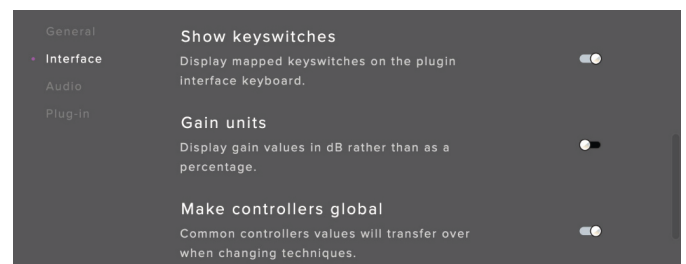 General
Interface
Audio
Plug-in
Show keyswitches
Display mapped keyswitches on the plugin
interface keyboard.
Gain units
Display gain values in dB rather than as a
percentage.
Make controllers global
Common controllers values will transfer over
when changing techniques.